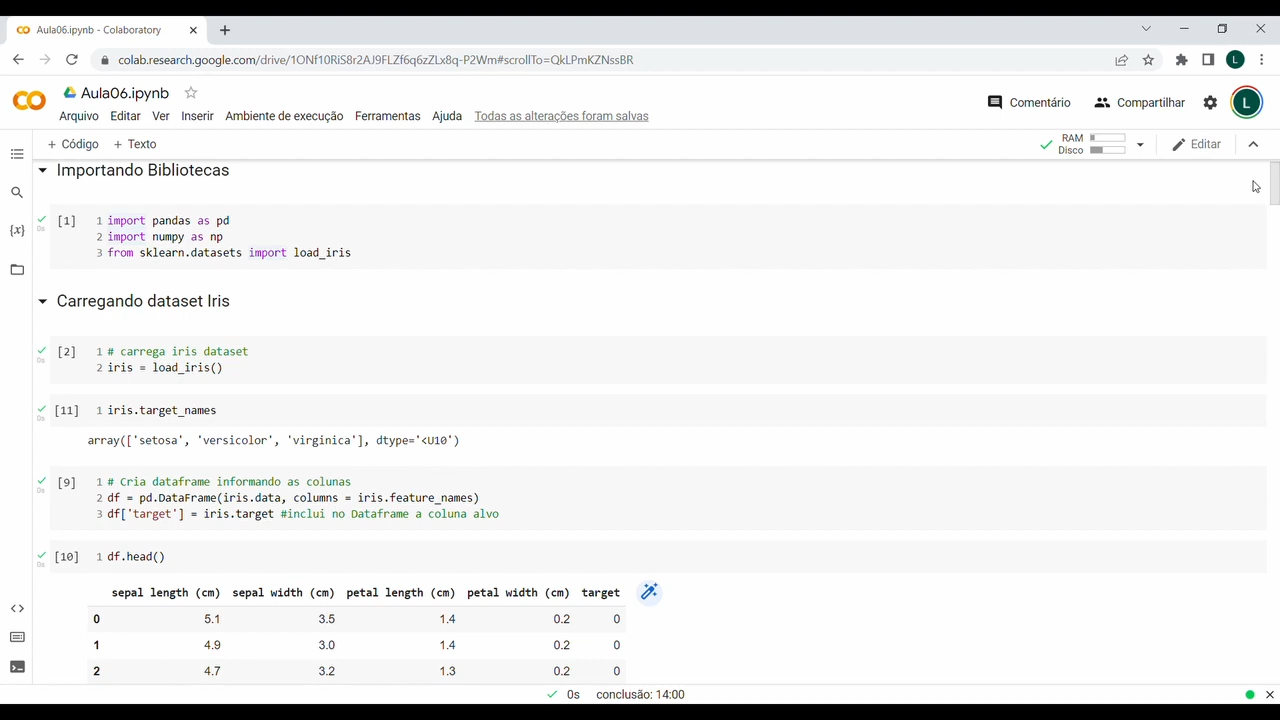 Aula06.ipynb - Colaboratory
colab.research.google.com/drive/1ONf10RiS8r2AJ9FLZf6q6zZLx8q-P2Wm#scrollTo=QkLPmKZNssBR
L
Aula06.ipynb
Arquivo Editar Ver Inserir Ambiente de execução Ferramentas Ajuda Todas as alterações foram salvas
Comentário Compartilhar L
+ Código + Texto
RAM
Disco
Editar
Importando Bibliotecas
[1] 1 import pandas as pd
0s
2 import numpy as np
3 from sklearn.datasets import load_iris
Carregando dataset Iris
[2] 1 # carrega iris dataset
0s
2 iris = load_iris()
[11] 1 iris.target_names
0s
array(['setosa', 'versicolor', 'virginica'], dtype='<U10')
[9] 1 # Cria dataframe informando as colunas
0s
2 df = pd.DataFrame(iris.data, columns = iris.feature_names)
3 df['target'] = iris.target #inclui no Dataframe a coluna alvo
[10] 1 df.head()
0s
sepal length (cm) sepal width (cm) petal length (cm) petal width (cm) target
0 5.1 3.5 1.4 0.2 0
1 4.9 3.0 1.4 0.2 0
2 4.7 3.2 1.3 0.2 0
0s conclusão: 14:00